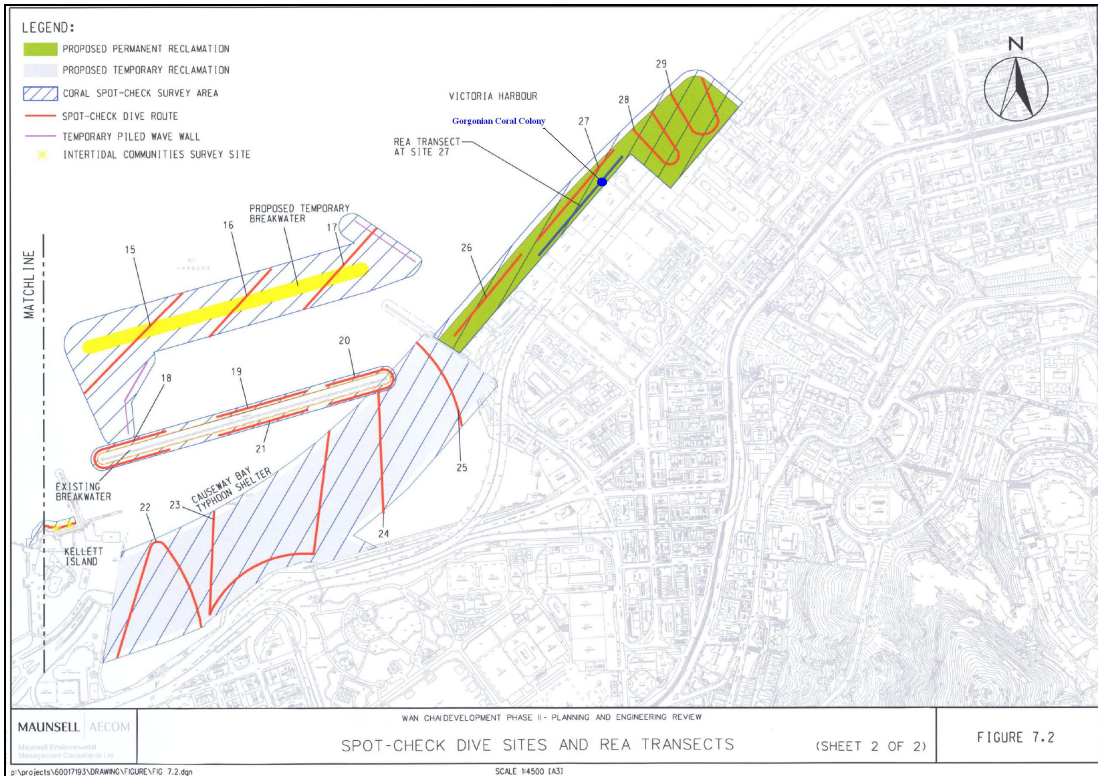 LEGEND:
PROPOSED PERMANENT RECLAMATION
PROPOSED TEMPORARY RECLAMATION
CORAL SPOT-CHECK SURVEY AREA
SPOT-CHECK DIVE ROUTE
TEMPORARY PILED WAVE WALL
INTERTIDAL COMMUNITIES SURVEY SITE
N
VICTORIA HARBOUR
Gorgonian Coral Colony
REA TRANSECT
AT SITE 27
29
28
27
26
PROPOSED TEMPORARY
BREAKWATER
15
16
17
MATCHLINE
18
19
20
21
EXISTING
BREAKWATER
CAUSEWAY BAY
TYPHOON SHELTER
22
23
24
25
KELLETT
ISLAND
MAUNSELL AECOM
Maunsell Environmental
Management Consultants Ltd
WAN CHAI DEVELOPMENT PHASE II - PLANNING AND ENGINEERING REVIEW
SPOT-CHECK DIVE SITES AND REA TRANSECTS
(SHEET 2 OF 2)
FIGURE 7.2
p:\projects\60017193\DRAWING\FIGURE\FIG 7.2.dgn
SCALE 1:4500 (A3)